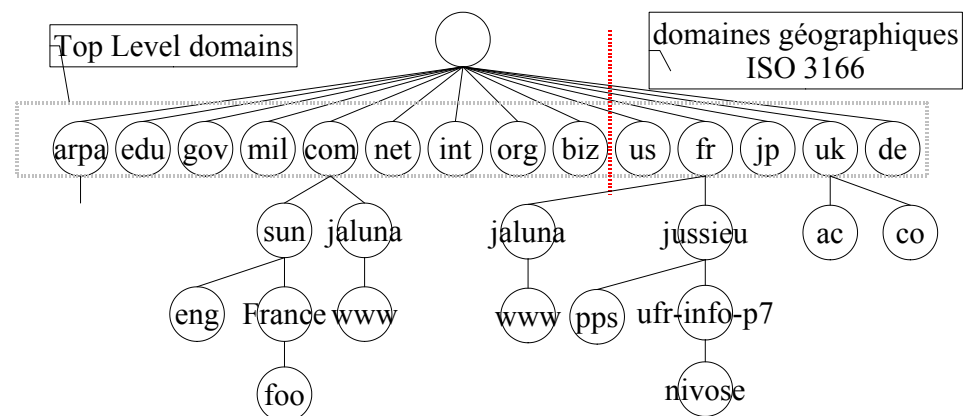 Top Level domains
domaines géographiques
ISO 3166
arpa edu gov mil com net int org biz us fr jp uk de
sun jaluna jaluna jussieu ac co
eng France www www pps ufr-info-p7
foo nivose